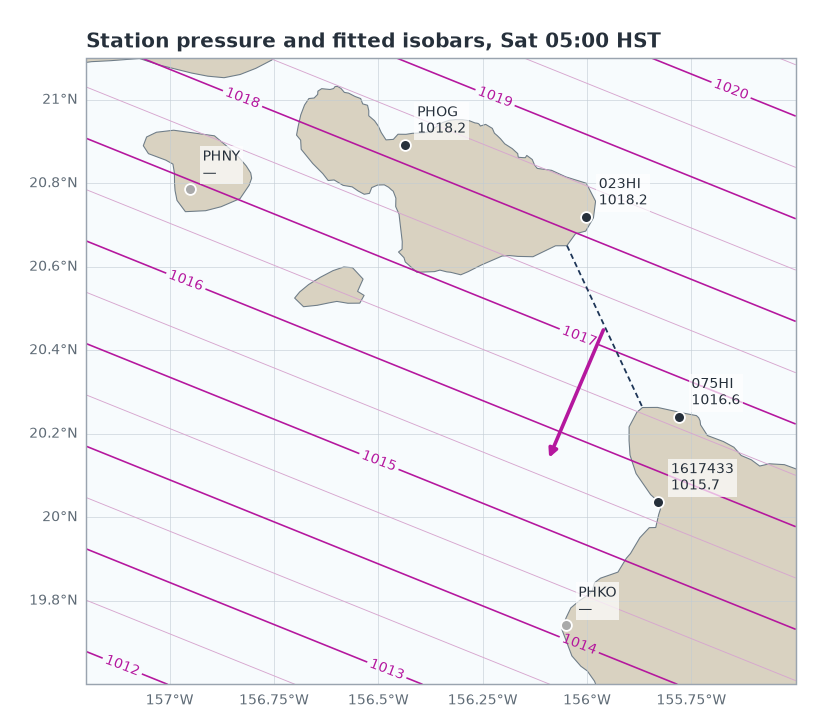 Station pressure and fitted isobars, Sat 05:00 HST
21°N
20.8°N
20.6°N
20.4°N
20.2°N
20°N
19.8°N
1018
1019
1020
PHOG
1018.2
PHNY
—
023HI
1018.2
1016
1017
075HI
1016.6
1015
1617433
1015.7
PHKO
—
1014
1012
1013
157°W
156.75°W
156.5°W
156.25°W
156°W
155.75°W